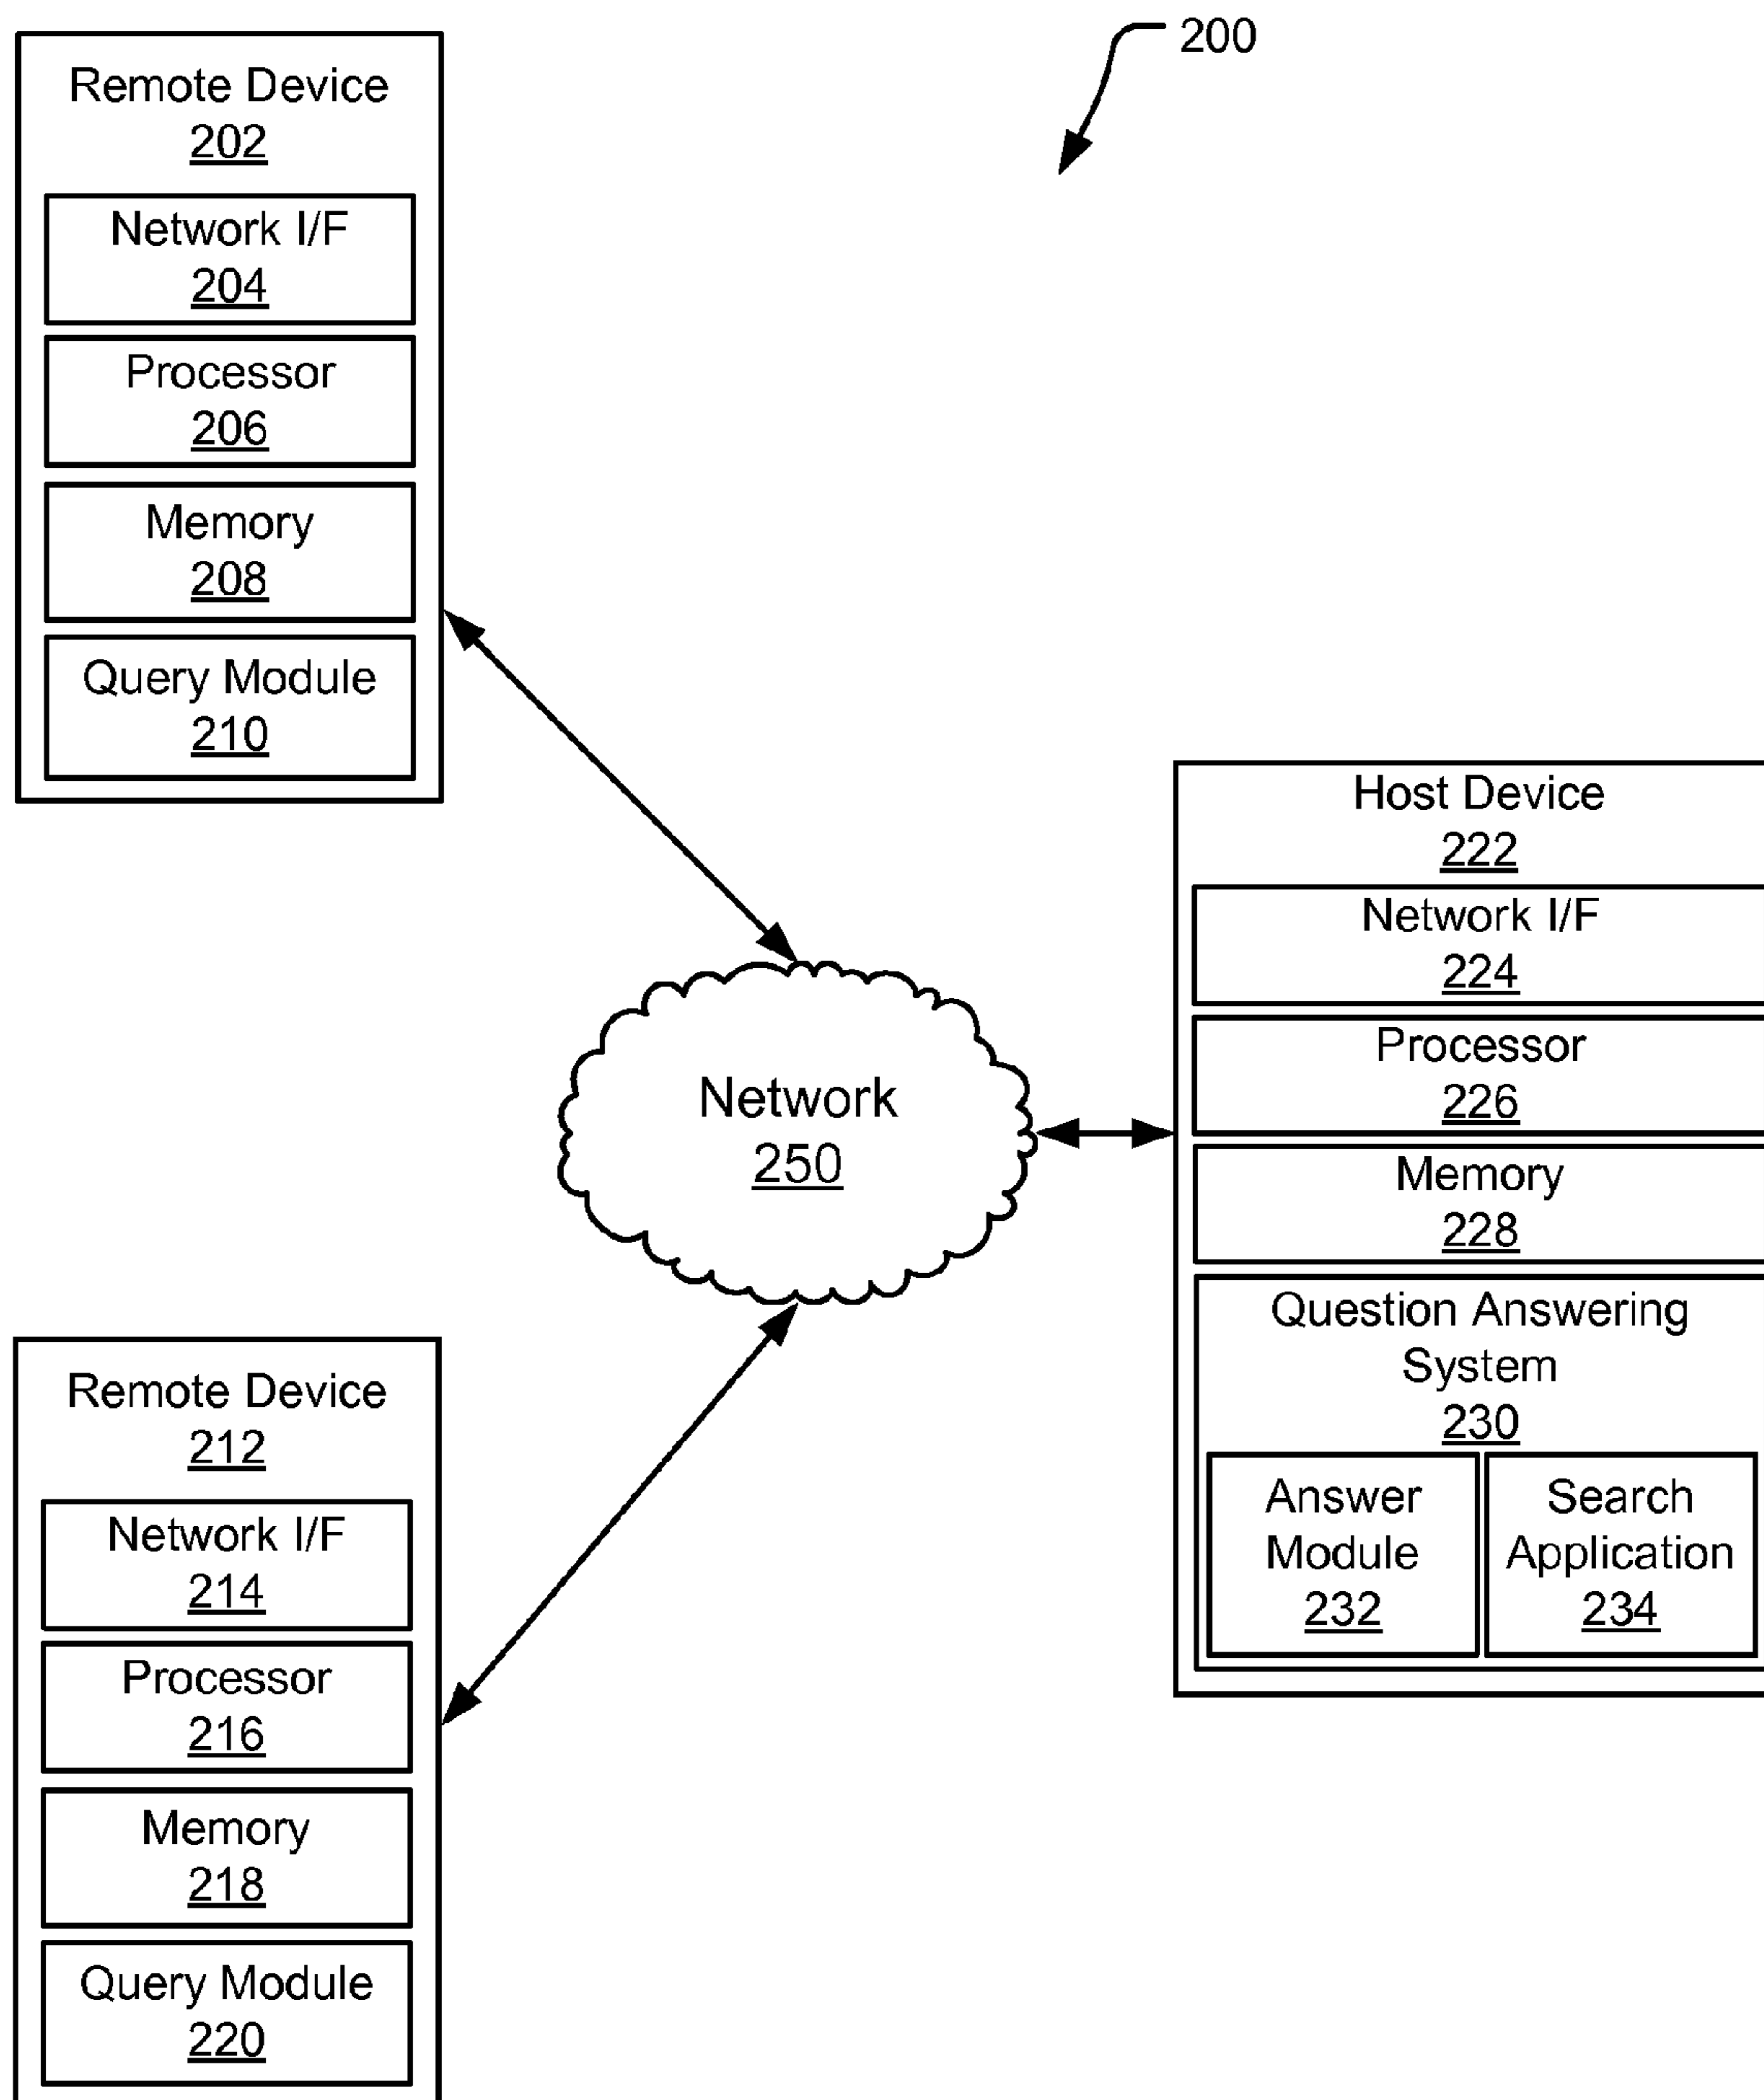 200
Remote Device
202
Network I/F
204
Processor
206
Memory
208
Query Module
210
Host Device
222
Network I/F
224
Processor
226
Memory
228
Question Answering
System
230
Answer
Module
232
Search
Application
234
Network
250
Remote Device
212
Network I/F
214
Processor
216
Memory
218
Query Module
220